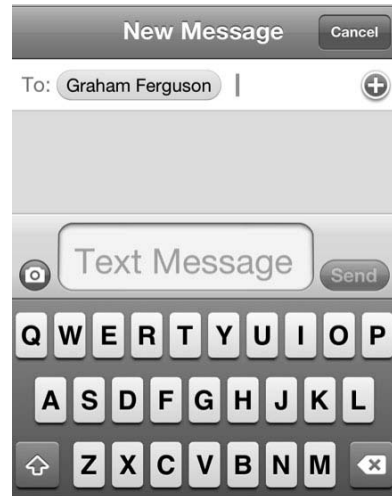 New Message Cancel
To: Graham Ferguson
Text Message Send
Q W E R T Y U I O P
A S D F G H J K L
Z X C V B N M